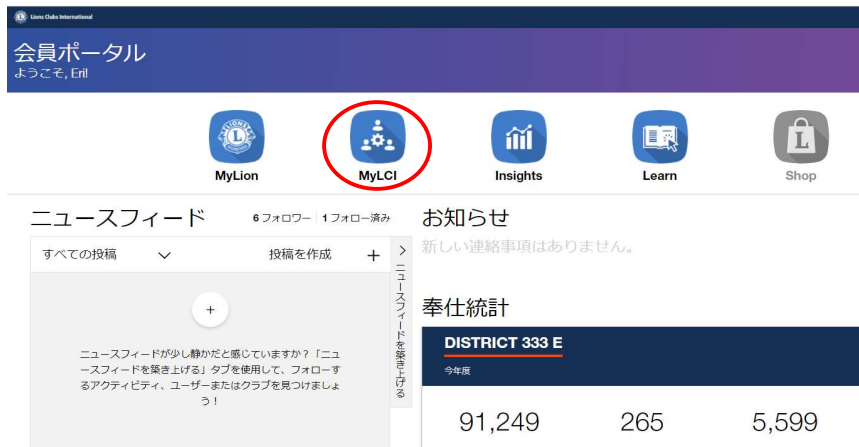 Lions Clubs International
会員ポータル
ようこそ, Eri!
MyLion
MyLCI
Insights
Learn
Shop
ニュースフィード
6 フォロワー 1 フォロー済み
すべての投稿
投稿を作成
ニュースフィードを築き上げる
ニュースフィードが少し静かだと感じていますか？「ニュ
ースフィードを築き上げる」タブを使用して、フォローす
るアクティビティ、ユーザーまたはクラブを見つけましょ
う！
お知らせ
新しい連絡事項はありません。
奉仕統計
DISTRICT 333 E
今年度
91,249
265
5,599